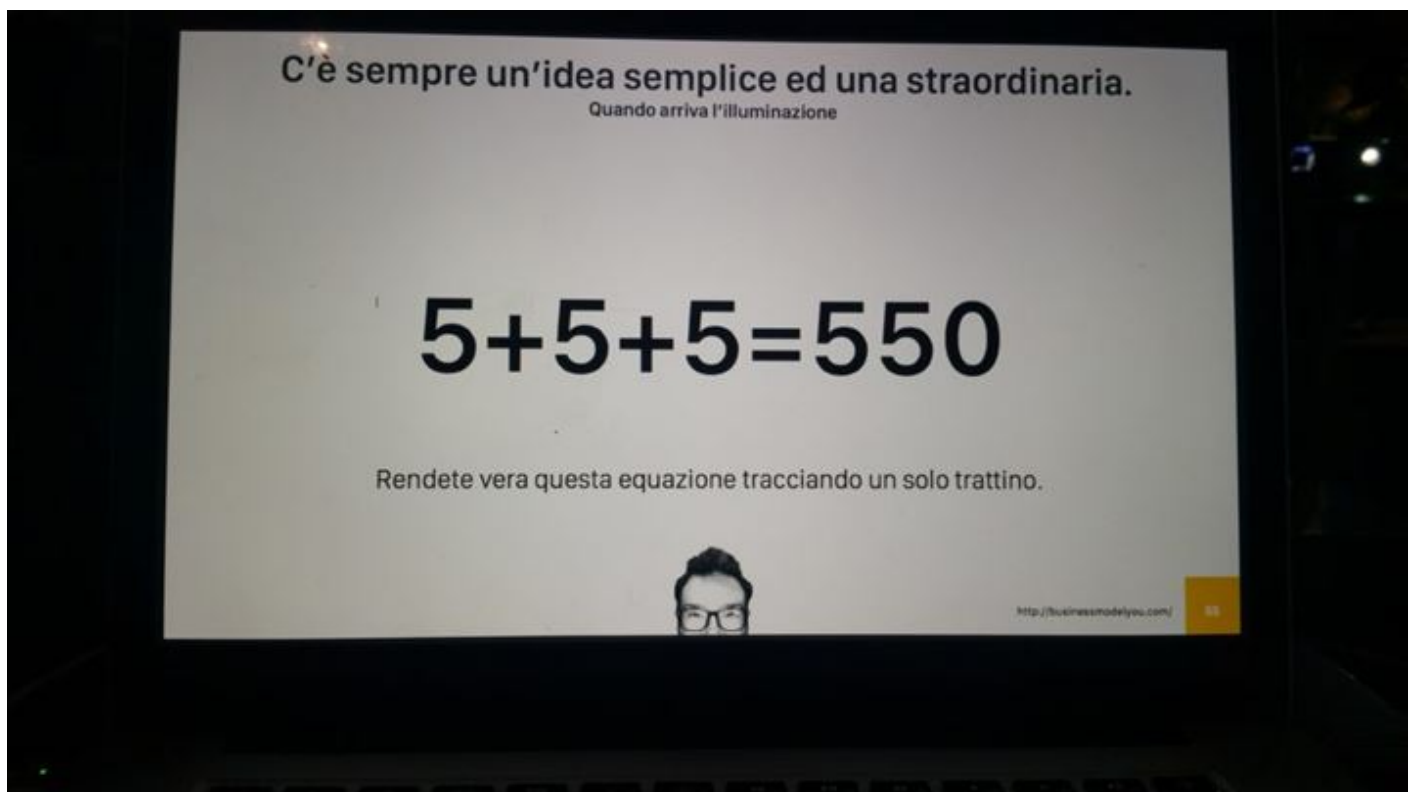 C'è sempre un'idea semplice ed una straordinaria.
Quando arriva l'illuminazione
5+5+5=550
Rendete vera questa equazione tracciando un solo trattino.
http://businessmodelyou.com/